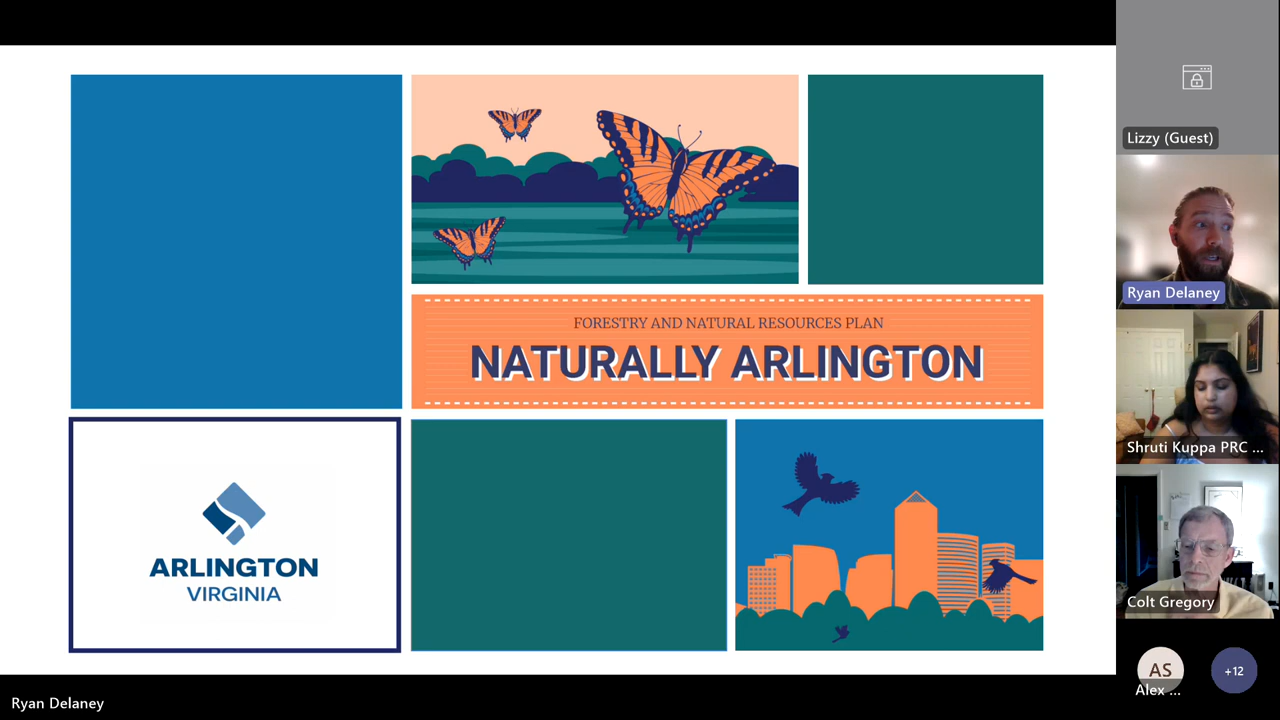 FORESTRY AND NATURAL RESOURCES PLAN
NATURALLY ARLINGTON
ARLINGTON
VIRGINIA
Ryan Delaney
Lizzy (Guest)
Ryan Delaney
Shruti Kuppa PRC ...
Colt Gregory
AS
Alex ...
+12